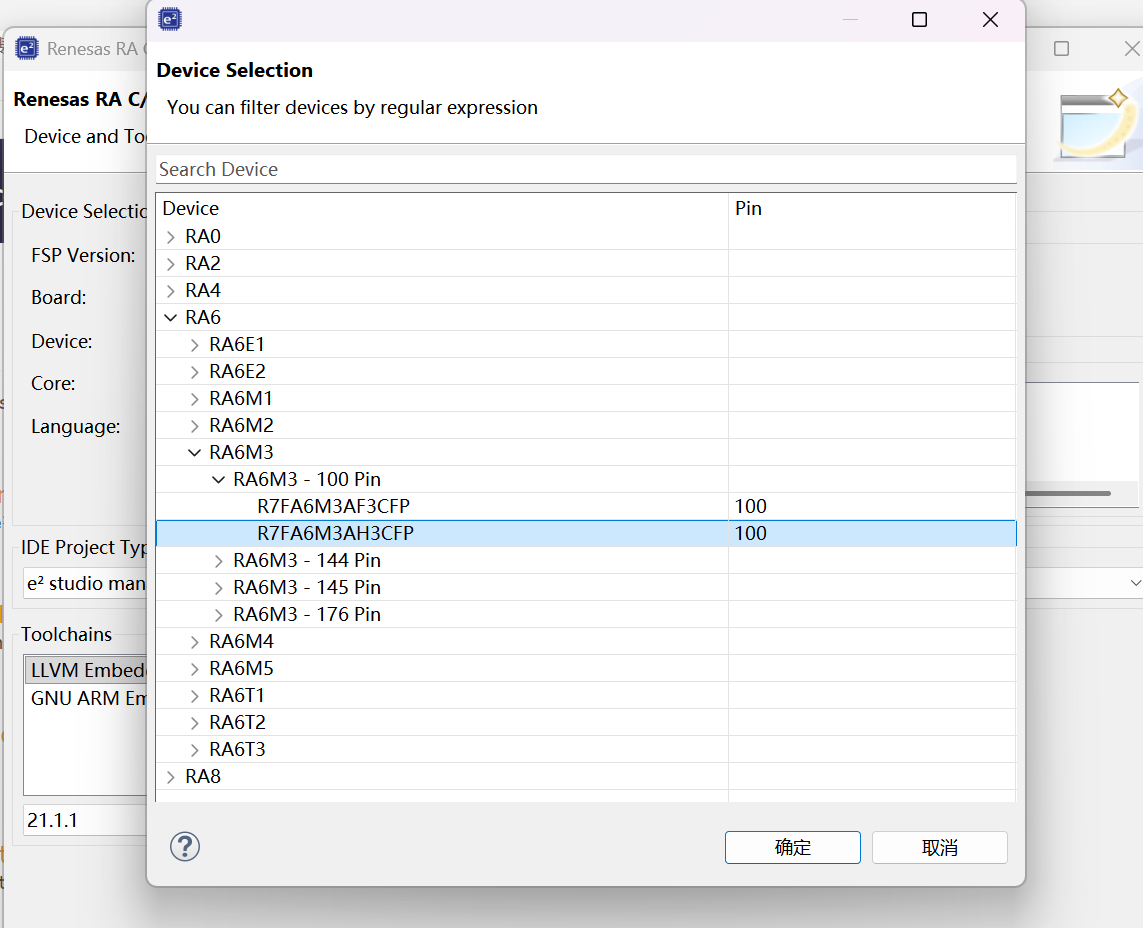 Renesas RA
Renesas RA C/
Device and To
Device Selectio
FSP Version:
Board:
Device:
Core:
Language:
IDE Project Typ
e² studio man
Toolchains
LLVM Embed
GNU ARM Em
21.1.1
e²
Device Selection
You can filter devices by regular expression
Search Device
Device Pin
RA0
RA2
RA4
RA6
RA6E1
RA6E2
RA6M1
RA6M2
RA6M3
RA6M3 - 100 Pin
R7FA6M3AF3CFP 100
R7FA6M3AH3CFP 100
RA6M3 - 144 Pin
RA6M3 - 145 Pin
RA6M3 - 176 Pin
RA6M4
RA6M5
RA6T1
RA6T2
RA6T3
RA8
?
确定 取消